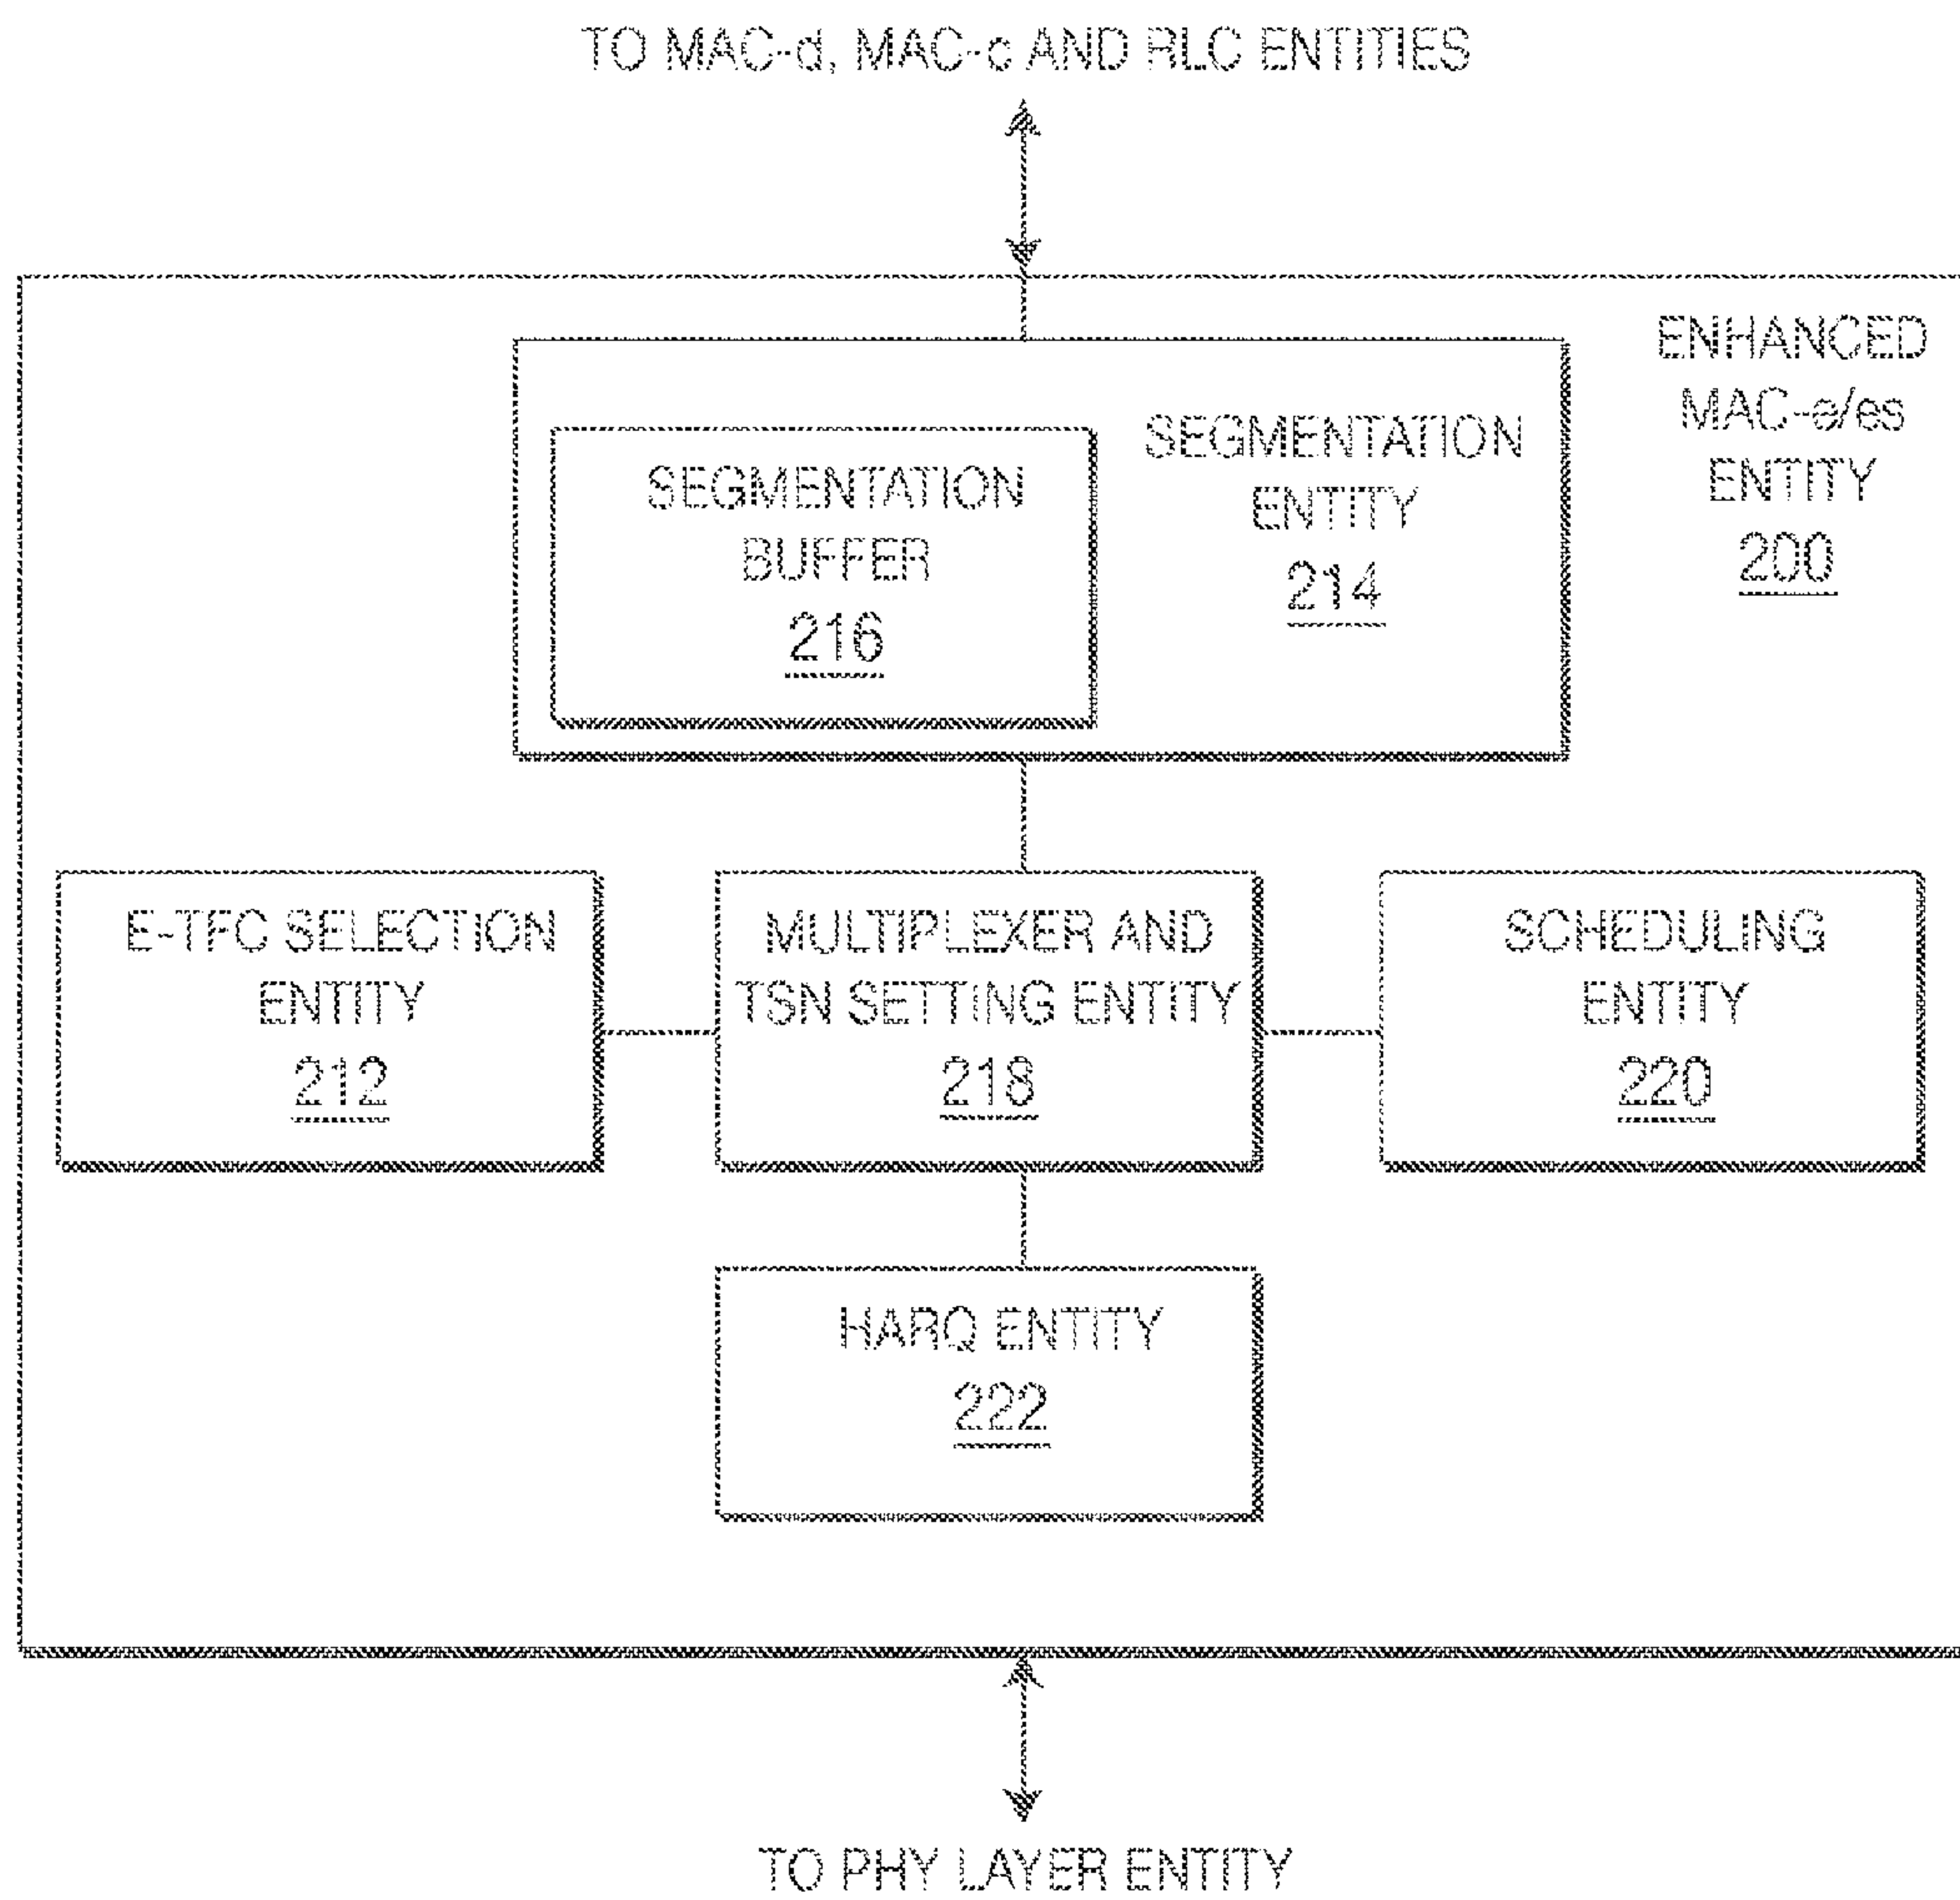 TO MAC-d, MAC-c AND RLC ENTITIES
ENHANCED
MAC-e/es
ENTITY
200
SEGMENTATION
ENTITY
214
SEGMENTATION
BUFFER
216
E-TFC SELECTION
ENTITY
212
MULTIPLEXER AND
TSN SETTING ENTITY
218
SCHEDULING
ENTITY
220
HARQ ENTITY
222
TO PHY LAYER ENTITY